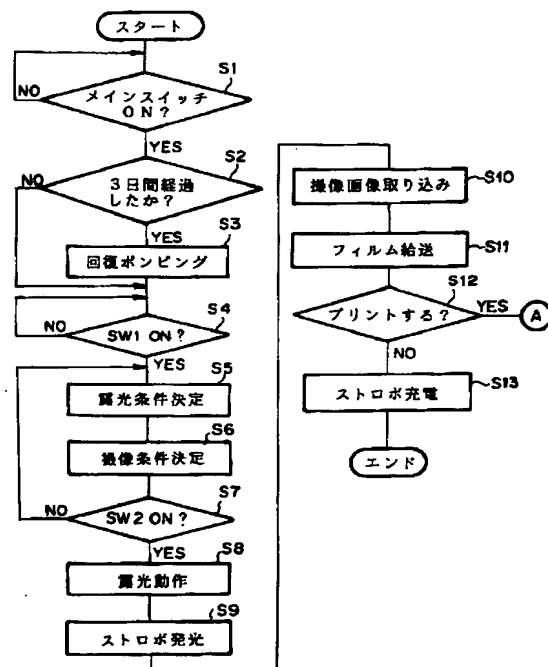 スタート
S1
メインスイッチ
ON?
NO
YES
S2
3日間経過
したか?
NO
YES
S3
回復ポンピング
S4
SW1 ON?
NO
YES
S5
露光条件決定
S6
撮像条件決定
S7
SW2 ON?
NO
YES
S8
露光動作
S9
ストロボ発光
撮像画像取り込み
S10
フィルム給送
S11
S12
プリントする?
YES
A
NO
ストロボ充電
S13
エンド